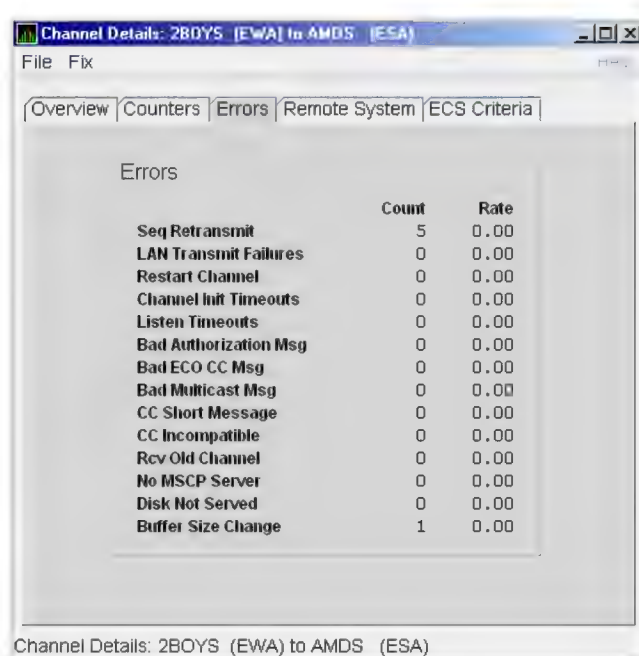 Channel Details: 2BOYS (EWA) to AMDS (ESA)
File Fix
Overview Counters Errors Remote System ECS Criteria
Errors
Count Rate
Seq Retransmit 5 0.00
LAN Transmit Failures 0 0.00
Restart Channel 0 0.00
Channel Init Timeouts 0 0.00
Listen Timeouts 0 0.00
Bad Authorization Msg 0 0.00
Bad ECO CC Msg 0 0.00
Bad Multicast Msg 0 0.00
CC Short Message 0 0.00
CC Incompatible 0 0.00
Rcv Old Channel 0 0.00
No MSCP Server 0 0.00
Disk Not Served 0 0.00
Buffer Size Change 1 0.00
Channel Details: 2BOYS (EWA) to AMDS (ESA)